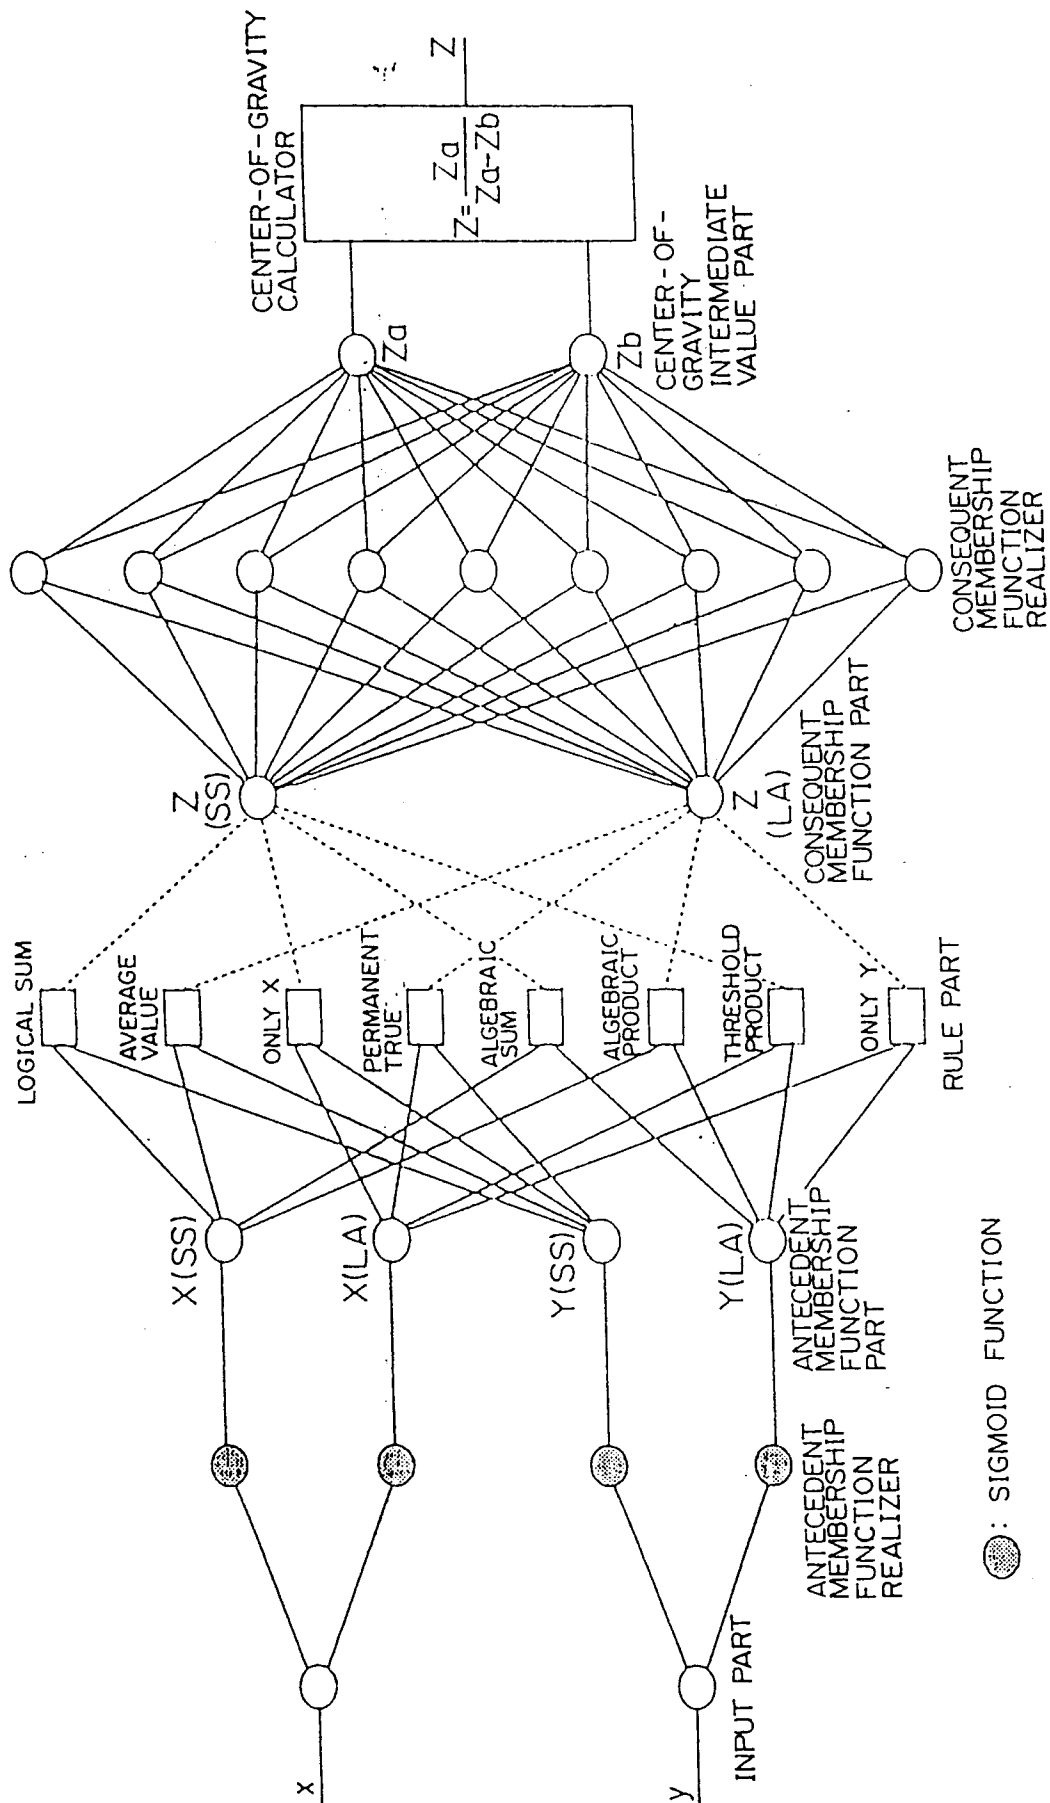 x
y
INPUT PART
ANTECEDENT
MEMBERSHIP
FUNCTION
REALIZER
X(SS)
X(LA)
Y(SS)
Y(LA)
ANTECEDENT
MEMBERSHIP
FUNCTION
PART
LOGICAL SUM
AVERAGE
VALUE
ONLY X
PERMANENT
TRUE
ALGEBRAIC
SUM
ALGEBRAIC
PRODUCT
THRESHOLD
PRODUCT
ONLY Y
RULE PART
Z
(SS)
Z
(LA)
CONSEQUENT
MEMBERSHIP
FUNCTION PART
CONSEQUENT
MEMBERSHIP
FUNCTION
REALIZER
Za
Zb
CENTER-OF-
GRAVITY
INTERMEDIATE
VALUE PART
CENTER-OF-GRAVITY
CALCULATOR
Z= Za
Za-Zb
Z
: SIGMOID FUNCTION